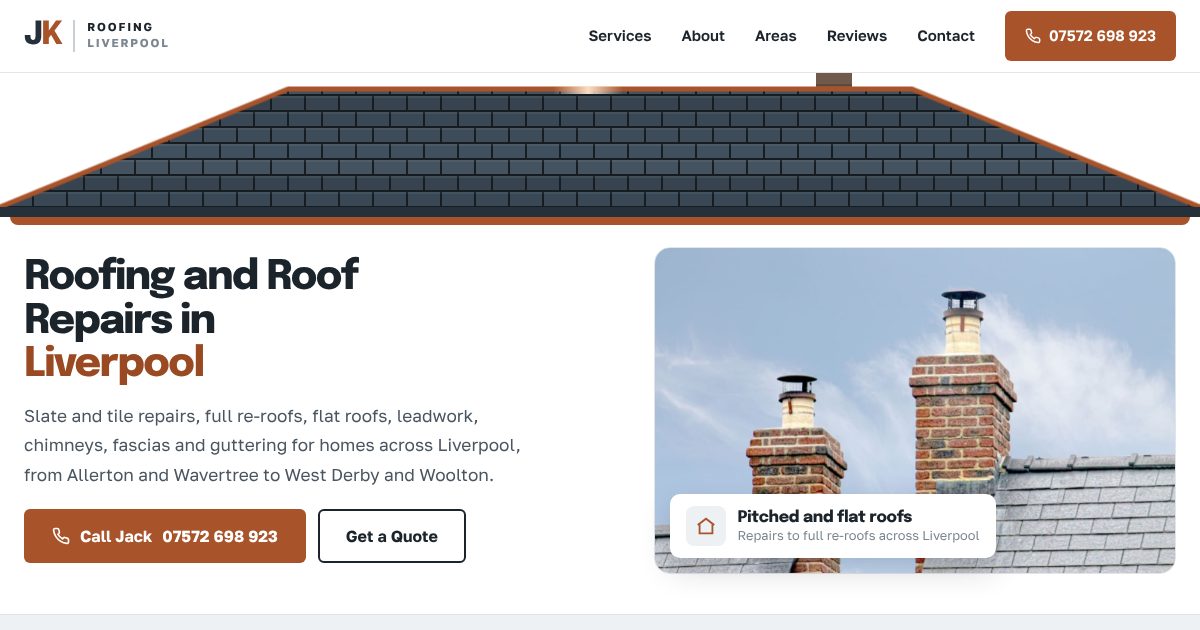 JK
ROOFING
LIVERPOOL
Services
About
Areas
Reviews
Contact
07572 698 923
Roofing and Roof
Repairs in
Liverpool
Slate and tile repairs, full re-roofs, flat roofs, leadwork,
chimneys, fascias and guttering for homes across Liverpool,
from Allerton and Wavertree to West Derby and Woolton.
Call Jack 07572 698 923
Get a Quote
Pitched and flat roofs
Repairs to full re-roofs across Liverpool